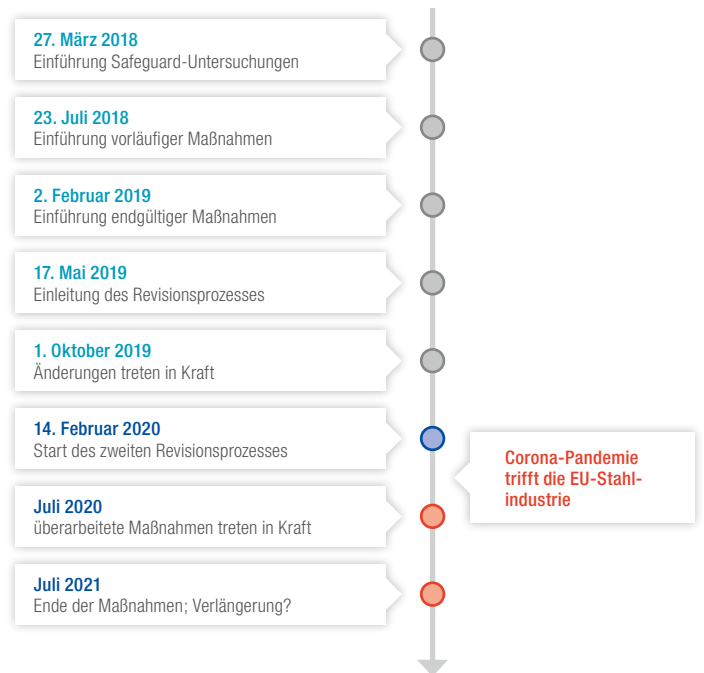 27. März 2018
Einführung Safeguard-Untersuchungen
23. Juli 2018
Einführung vorläufiger Maßnahmen
2. Februar 2019
Einführung endgültiger Maßnahmen
17. Mai 2019
Einleitung des Revisionsprozesses
1. Oktober 2019
Änderungen treten in Kraft
14. Februar 2020
Start des zweiten Revisionsprozesses
Corona-Pandemie
trifft die EU-Stahl-
industrie
Juli 2020
überarbeitete Maßnahmen treten in Kraft
Juli 2021
Ende der Maßnahmen; Verlängerung?